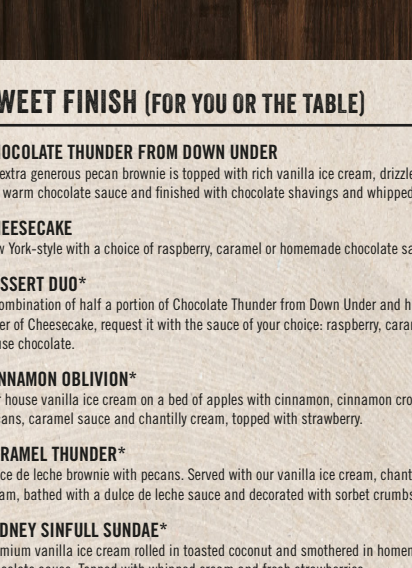 WEET FINISH (FOR YOU OR THE TABLE)
HOCOLATE THUNDER FROM DOWN UNDER
extra generous pecan brownie is topped with rich vanilla ice cream, drizzle
warm chocolate sauce and finished with chocolate shavings and whipped
EESECAKE
w York-style with a choice of raspberry, caramel or homemade chocolate sa
SSERT DUO*
ombination of half a portion of Chocolate Thunder from Down Under and h
er of Cheesecake, request it with the sauce of your choice: raspberry, cara
use chocolate.
NNAMON OBLIVION*
house vanilla ice cream on a bed of apples with cinnamon, cinnamon cro
ans, caramel sauce and chantilly cream, topped with strawberry.
RAMEL THUNDER*
ce de leche brownie with pecans. Served with our vanilla ice cream, chant
am, bathed with a dulce de leche sauce and decorated with sorbet crumbs
DNEY SINFULL SUNDAE*
mium vanilla ice cream rolled in toasted coconut and smothered in homem